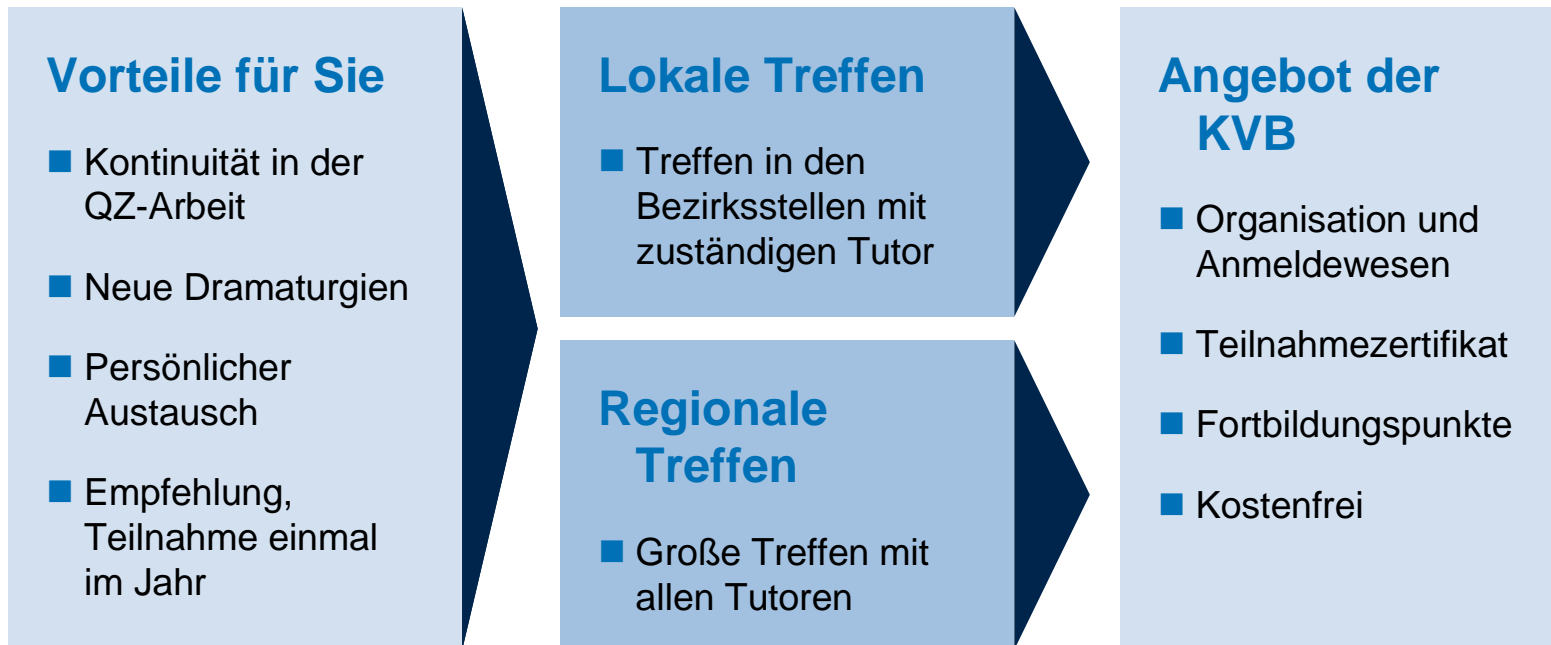 Vorteile für Sie
Kontinuität in der
QZ-Arbeit
Neue Dramaturgien
Persönlicher
Austausch
Empfehlung,
Teilnahme einmal
im Jahr
Lokale Treffen
Treffen in den
Bezirksstellen mit
zuständigen Tutor
Regionale
Treffen
Große Treffen mit
allen Tutoren
Angebot der
KVB
Organisation und
Anmeldewesen
Teilnahmezertifikat
Fortbildungspunkte
Kostenfrei